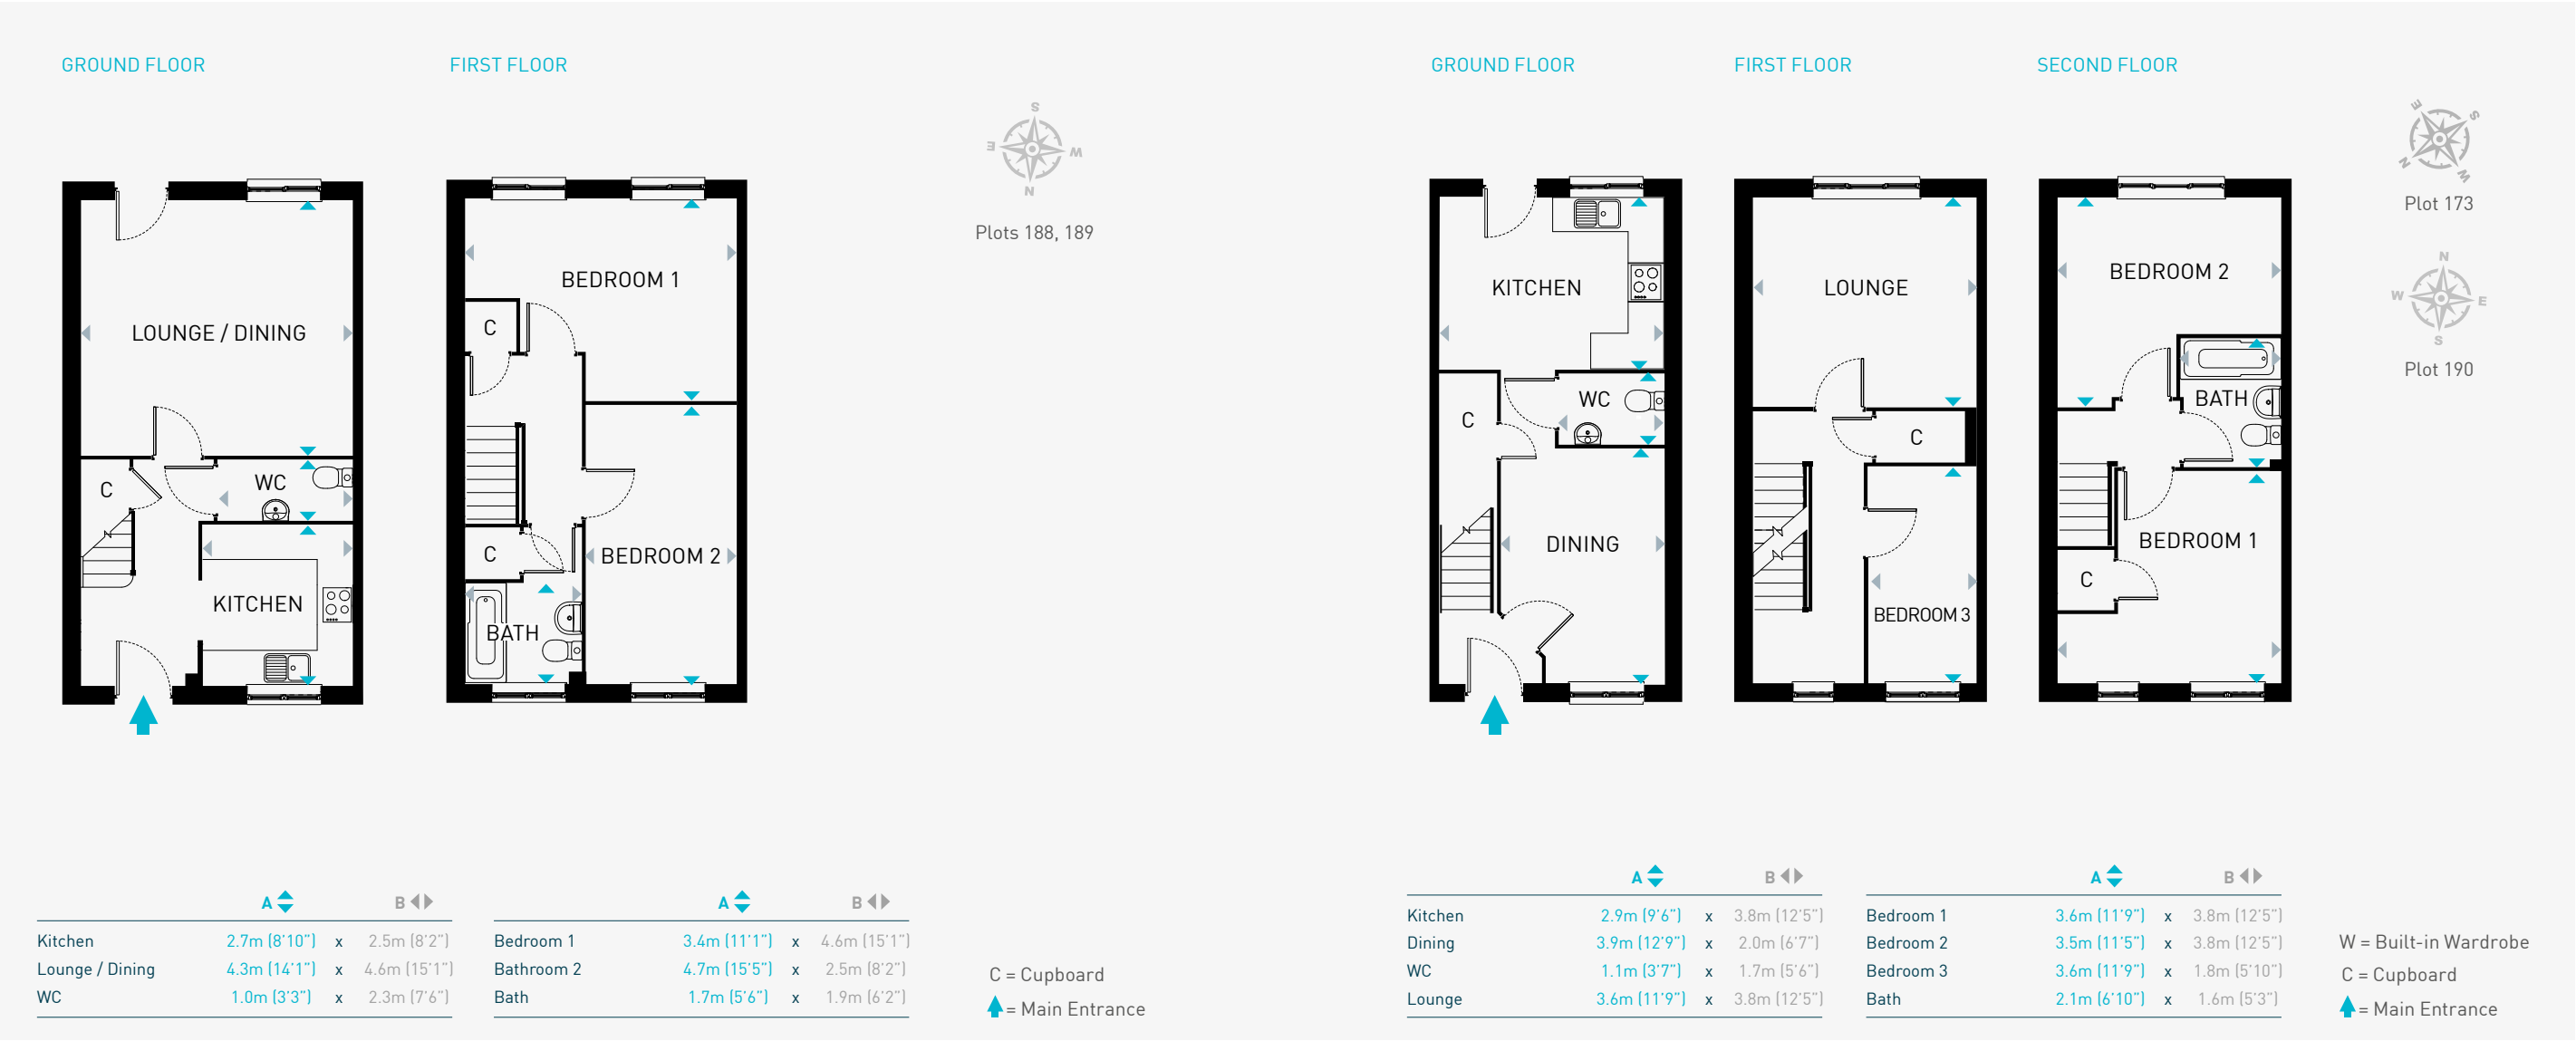 GROUND FLOOR
FIRST FLOOR
S
E
W
N
Plots 188, 189
LOUNGE / DINING
C
WC
KITCHEN
BEDROOM 1
C
C
BEDROOM 2
BATH
A B
Kitchen 2.7m (8'10") x 2.5m (8'2")
Lounge / Dining 4.3m (14'1") x 4.6m (15'1")
WC 1.0m (3'3") x 2.3m (7'6")
A B
Bedroom 1 3.4m (11'1") x 4.6m (15'1")
Bathroom 2 4.7m (15'5") x 2.5m (8'2")
Bath 1.7m (5'6") x 1.9m (6'2")
C = Cupboard
= Main Entrance
GROUND FLOOR
FIRST FLOOR
SECOND FLOOR
E
S
N
W
Plot 173
N
W
E
S
Plot 190
KITCHEN
WC
C
DINING
LOUNGE
C
BEDROOM 3
BEDROOM 2
BATH
BEDROOM 1
C
A B
Kitchen 2.9m (9'6") x 3.8m (12'5")
Dining 3.9m (12'9") x 2.0m (6'7")
WC 1.1m (3'7") x 1.7m (5'6")
Lounge 3.6m (11'9") x 3.8m (12'5")
A B
Bedroom 1 3.6m (11'9") x 3.8m (12'5")
Bedroom 2 3.5m (11'5") x 3.8m (12'5")
Bedroom 3 3.6m (11'9") x 1.8m (5'10")
Bath 2.1m (6'10") x 1.6m (5'3")
W = Built-in Wardrobe
C = Cupboard
= Main Entrance